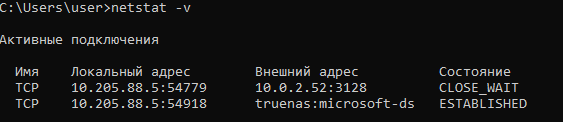 C:\Users\user>netstat -v
Активные подключения
Имя Локальный адрес Внешний адрес Состояние
TCP 10.205.88.5:54779 10.0.2.52:3128 CLOSE_WAIT
TCP 10.205.88.5:54918 truenas:microsoft-ds ESTABLISHED